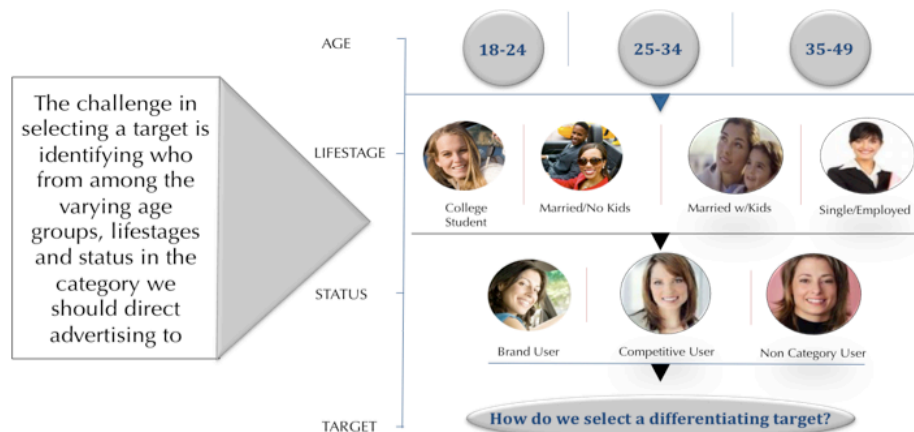 The challenge in
selecting a target is
identifying who
from among the
varying age
groups, lifestages
and status in the
category we
should direct
advertising to
AGE
18-24
25-34
35-49
LIFESTAGE
College
Student
Married/No Kids
Married w/Kids
Single/Employed
STATUS
Brand User
Competitive User
Non Category User
TARGET
How do we select a differentiating target?